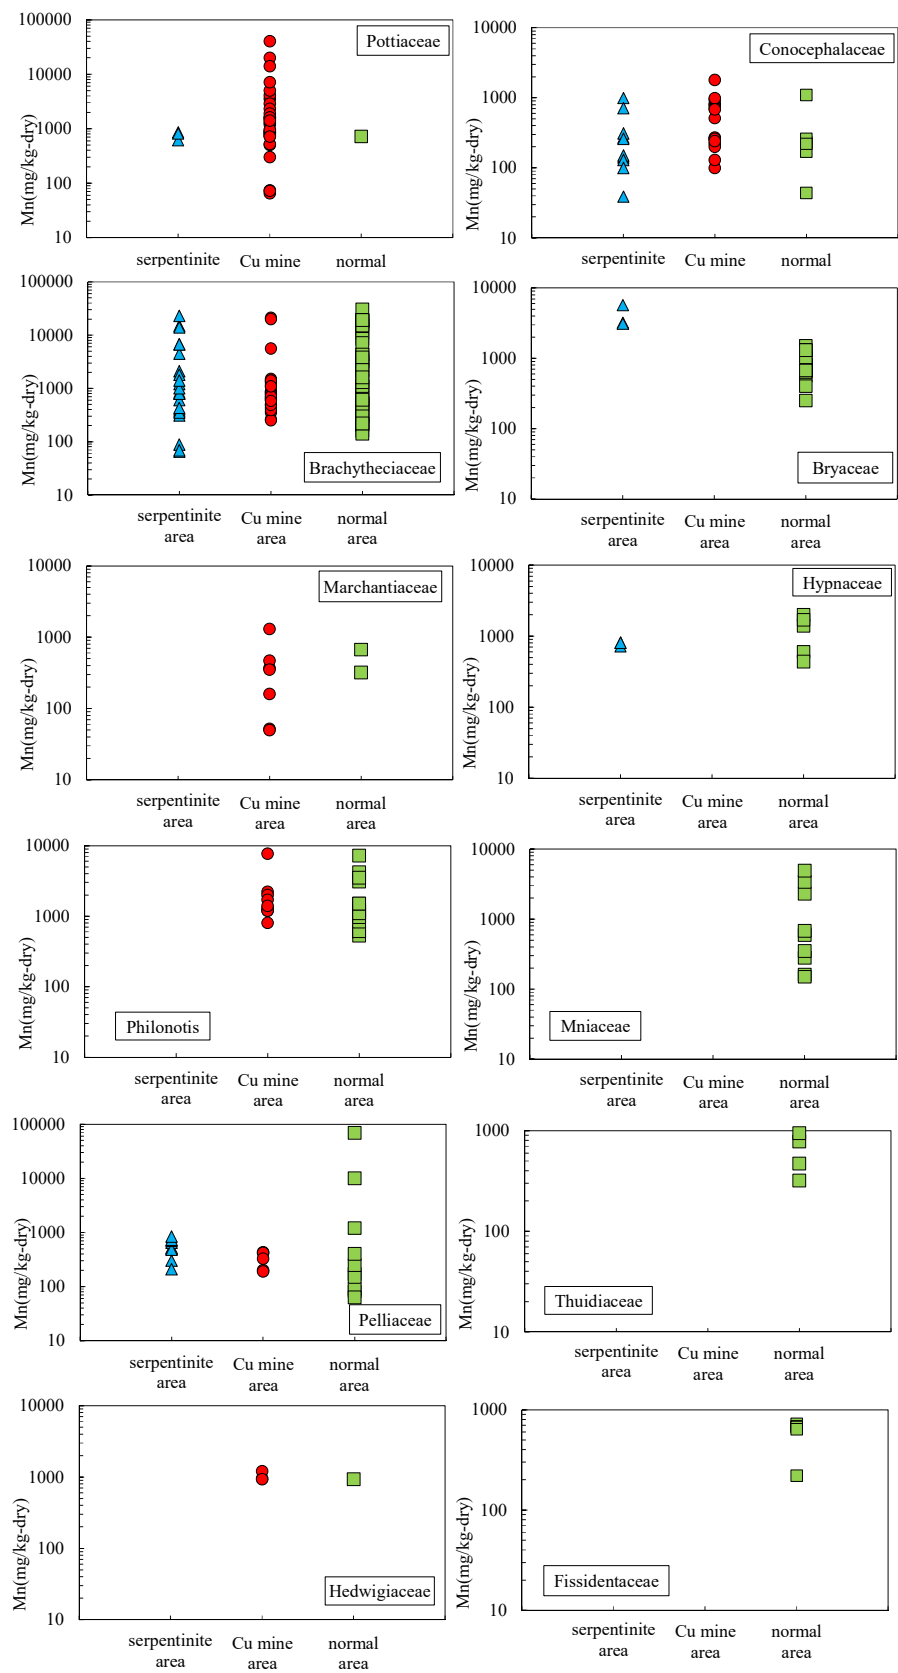 100000
10000
1000
100
10
Mn(mg/kg-dry)
Pottiaceae
serpentinite
Cu mine
normal
10000
1000
100
10
Mn(mg/kg-dry)
Conocephalaceae
serpentinite
Cu mine
normal
100000
10000
1000
100
10
Mn(mg/kg-dry)
Brachytheciaceae
serpentinite
area
Cu mine
area
normal
area
10000
1000
100
10
Mn(mg/kg-dry)
Bryaceae
serpentinite
area
Cu mine
area
normal
area
10000
1000
100
10
Mn(mg/kg-dry)
Marchantiaceae
serpentinite
area
Cu mine
area
normal
area
10000
1000
100
10
Mn(mg/kg-dry)
Hypnaceae
serpentinite
area
Cu mine
area
normal
area
10000
1000
100
10
Mn(mg/kg-dry)
Philonotis
serpentinite
area
Cu mine
area
normal
area
10000
1000
100
10
Mn(mg/kg-dry)
Mniaceae
serpentinite
area
Cu mine
area
normal
area
100000
10000
1000
100
10
Mn(mg/kg-dry)
Pelliaceae
serpentinite
area
Cu mine
area
normal
area
1000
100
10
Mn(mg/kg-dry)
Thuidiaceae
serpentinite
area
Cu mine
area
normal
area
10000
1000
100
10
Mn(mg/kg-dry)
Hedwigiaceae
serpentinite
area
Cu mine
area
normal
area
1000
100
10
Mn(mg/kg-dry)
Fissidentaceae
serpentinite
area
Cu mine
area
normal
area